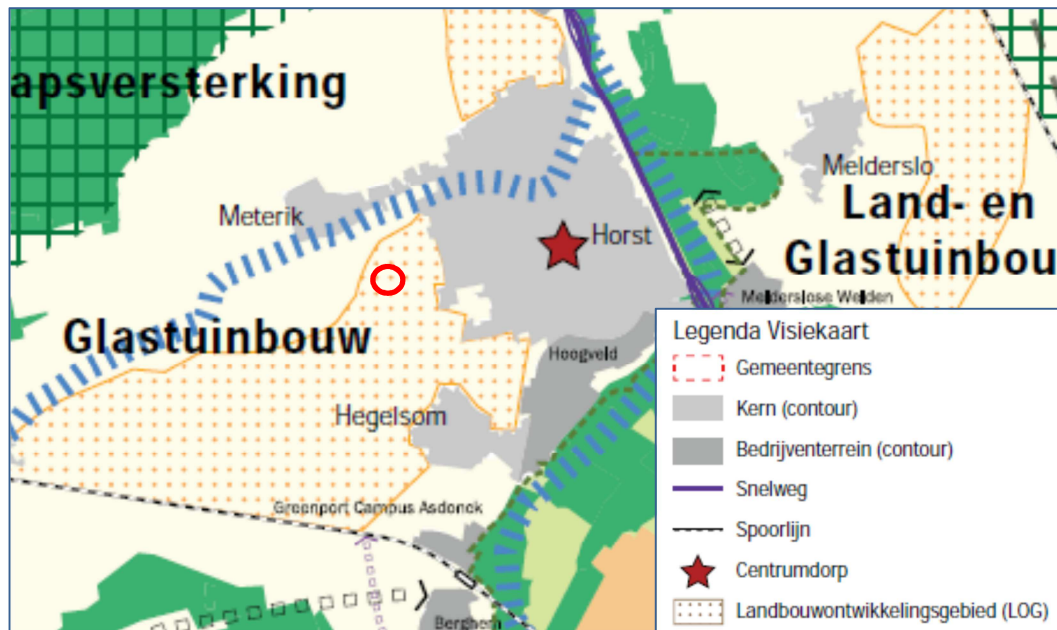 apsversterking
Melderslo
Land- en
Glastuinbou
Meterik
Horst
Melderslose Weiden
Glastuinbouw
Hoogveld
Hegelsom
Greenport Campus Asdonck
Berghem
Legenda Visiekaart
Gemeentegrens
Kern (contour)
Bedrijventerrein (contour)
Snelweg
Spoorlijn
Centrumdorp
Landbouwontwikkelingsgebied (LOG)